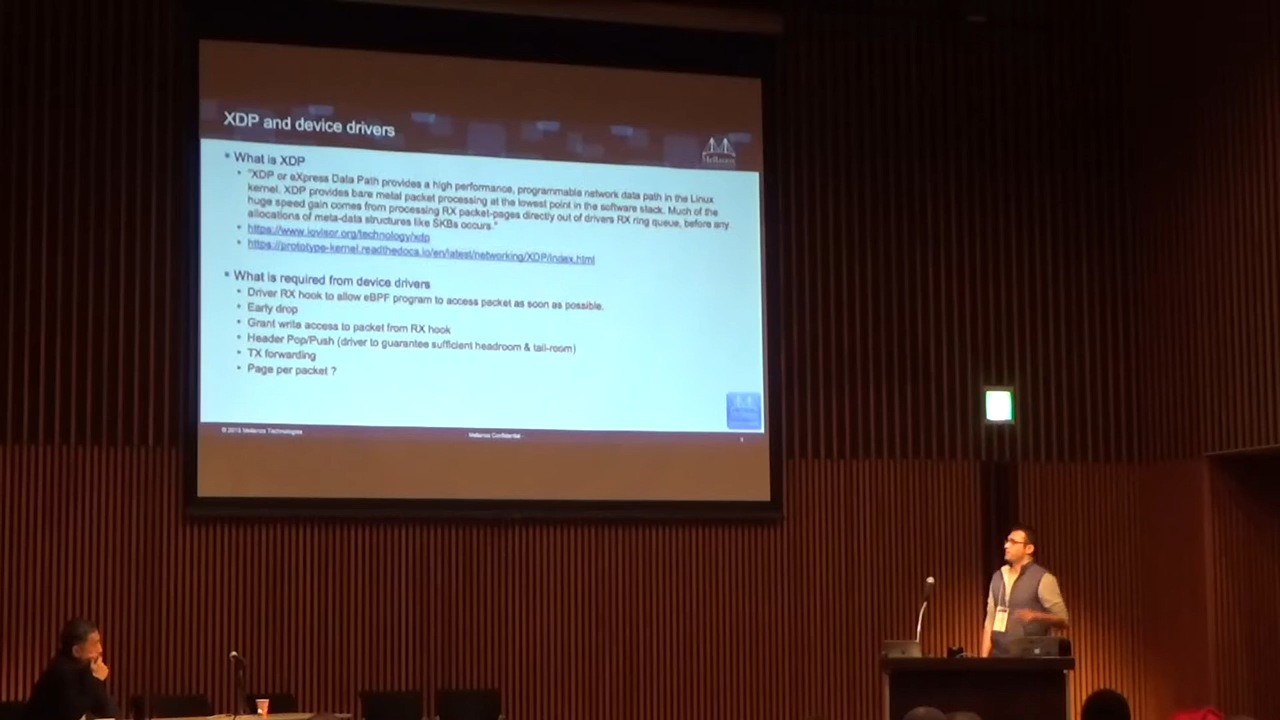 XDP and device drivers
Mellanox
• What is XDP
• "XDP or eXpress Data Path provides a high performance, programmable network data path in the Linux
kernel. XDP provides bare metal packet processing at the lowest point in the software stack. Much of the
huge speed gain comes from processing RX packet-pages directly out of drivers RX ring queue, before any
allocations of meta-data structures like SKBs occurs."
• https://www.iovisor.org/technology/xdp
• https://prototype-kernel.readthedocs.io/en/latest/networking/XDP/index.html
• What is required from device drivers
• Driver RX hook to allow eBPF program to access packet as soon as possible.
• Early drop
• Grant write access to packet from RX hook
• Header Pop/Push (driver to guarantee sufficient headroom & tail-room)
• TX forwarding
• Page per packet ?
© 2015 Mellanox Technologies
Mellanox Confidential